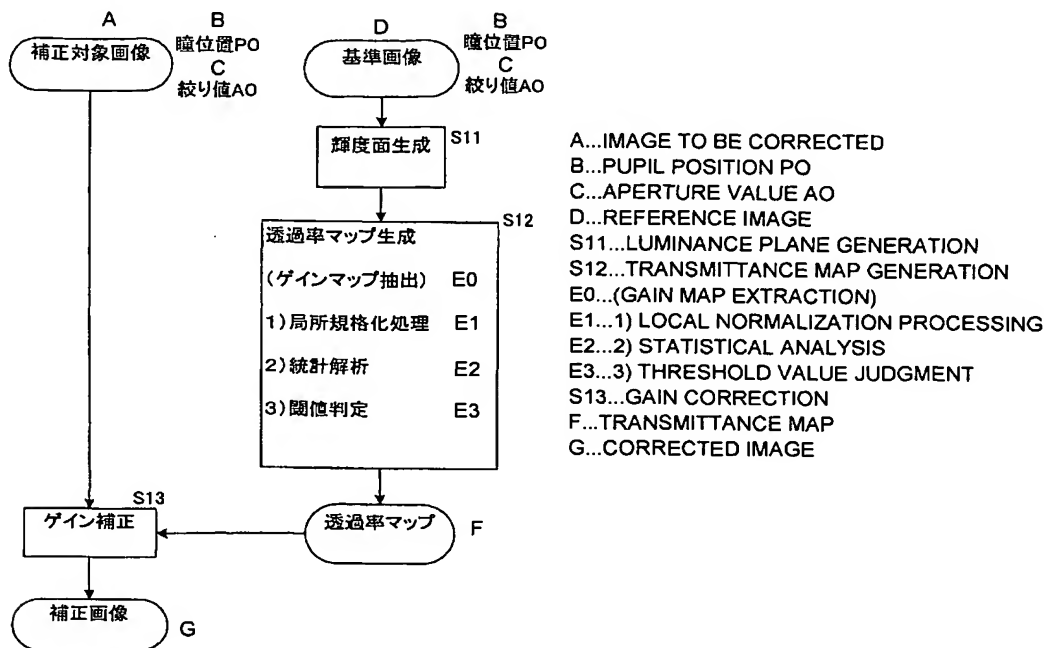 A
B
補正対象画像
瞳位置PO
C
絞り値AO
D
B
基準画像
瞳位置PO
C
絞り値AO
輝度面生成
S11
S12
透過率マップ生成
(ゲインマップ抽出) E0
1)局所規格化処理 E1
2)統計解析 E2
3)閾値判定 E3
S13
ゲイン補正
透過率マップ
F
補正画像
G
A...IMAGE TO BE CORRECTED
B...PUPIL POSITION PO
C...APERTURE VALUE AO
D...REFERENCE IMAGE
S11...LUMINANCE PLANE GENERATION
S12...TRANSMITTANCE MAP GENERATION
E0...(GAIN MAP EXTRACTION)
E1...1) LOCAL NORMALIZATION PROCESSING
E2...2) STATISTICAL ANALYSIS
E3...3) THRESHOLD VALUE JUDGMENT
S13...GAIN CORRECTION
F...TRANSMITTANCE MAP
G...CORRECTED IMAGE